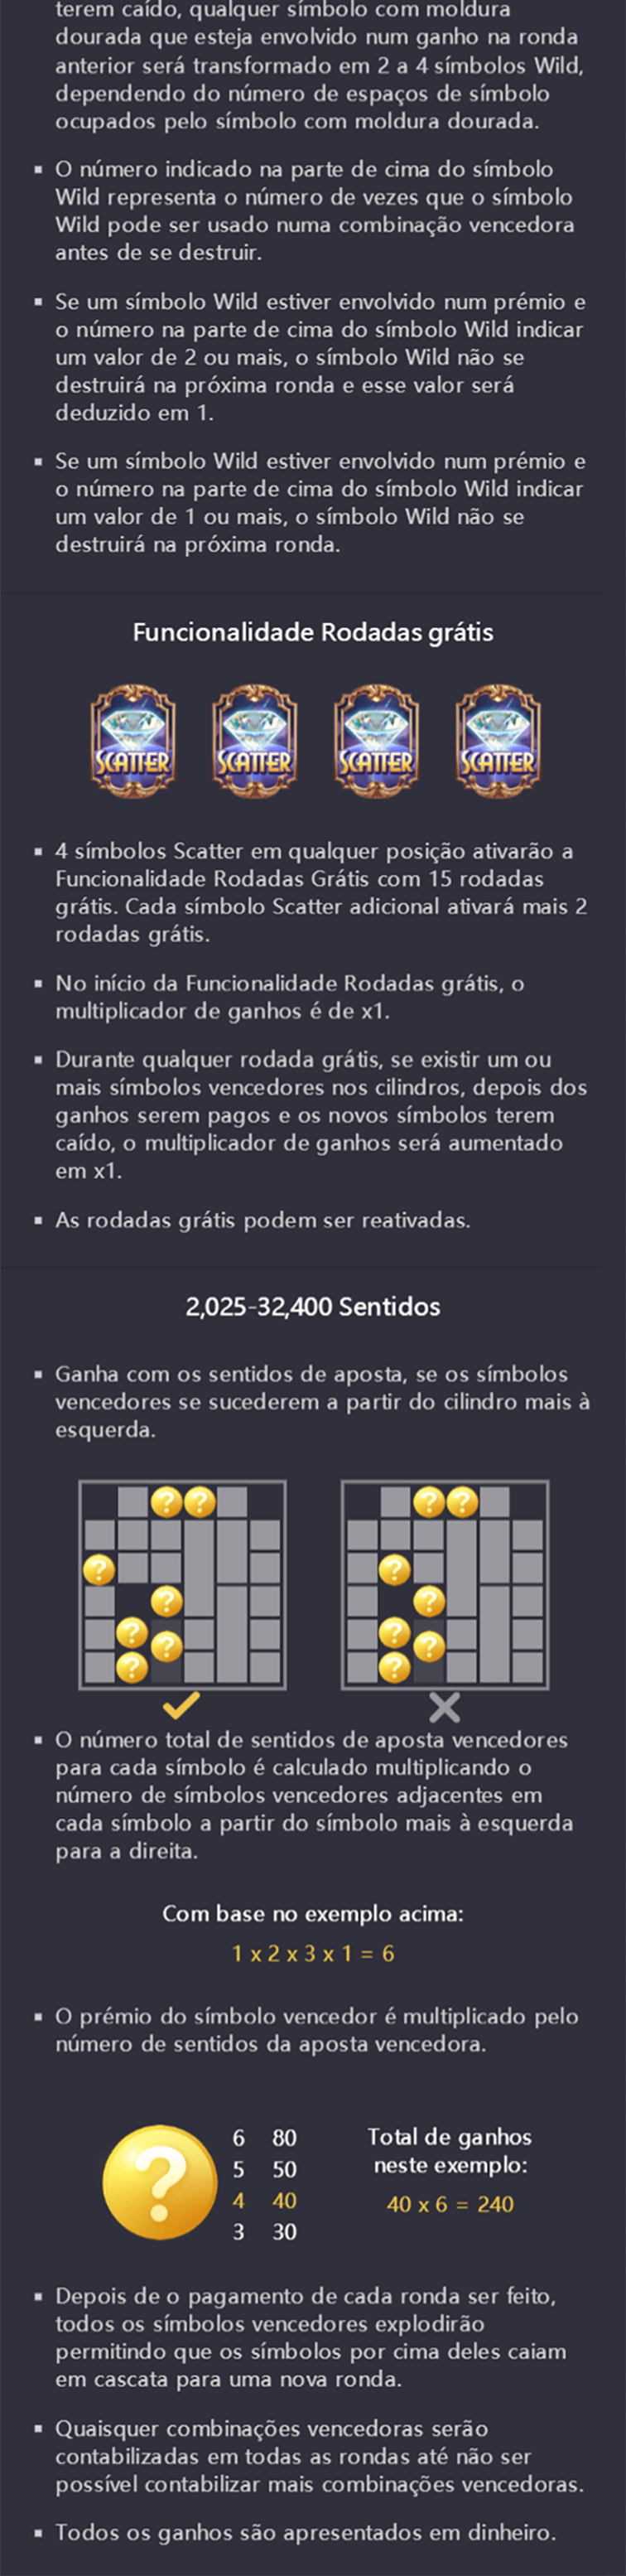 terem caído, qualquer símbolo com moldura
dourada que esteja envolvido num ganho na ronda
anterior será transformado em 2 a 4 símbolos Wild,
dependendo do número de espaços de símbolo
ocupados pelo símbolo com moldura dourada.
▪ O número indicado na parte de cima do símbolo
Wild representa o número de vezes que o símbolo
Wild pode ser usado numa combinação vencedora
antes de se destruir.
▪ Se um símbolo Wild estiver envolvido num prémio e
o número na parte de cima do símbolo Wild indicar
um valor de 2 ou mais, o símbolo Wild não se
destruirá na próxima ronda e esse valor será
deduzido em 1.
▪ Se um símbolo Wild estiver envolvido num prémio e
o número na parte de cima do símbolo Wild indicar
um valor de 1 ou mais, o símbolo Wild não se
destruirá na próxima ronda.
Funcionalidade Rodadas grátis
SCATTER SCATTER SCATTER SCATTER
▪ 4 símbolos Scatter em qualquer posição ativarão a
Funcionalidade Rodadas Grátis com 15 rodadas
grátis. Cada símbolo Scatter adicional ativará mais 2
rodadas grátis.
▪ No início da Funcionalidade Rodadas grátis, o
multiplicador de ganhos é de x1.
▪ Durante qualquer rodada grátis, se existir um ou
mais símbolos vencedores nos cilindros, depois dos
ganhos serem pagos e os novos símbolos terem
caído, o multiplicador de ganhos será aumentado
em x1.
▪ As rodadas grátis podem ser reativadas.
2,025-32,400 Sentidos
▪ Ganha com os sentidos de aposta, se os símbolos
vencedores se sucederem a partir do cilindro mais à
esquerda.
? ? ? ?
? ?
? ?
? ? ? ?
? ?
▪ O número total de sentidos de aposta vencedores
para cada símbolo é calculado multiplicando o
número de símbolos vencedores adjacentes em
cada símbolo a partir do símbolo mais à esquerda
para a direita.
Com base no exemplo acima:
1 x 2 x 3 x 1 = 6
▪ O prémio do símbolo vencedor é multiplicado pelo
número de sentidos da aposta vencedora.
?
6 80
5 50
4 40
3 30
Total de ganhos
neste exemplo:
40 x 6 = 240
▪ Depois de o pagamento de cada ronda ser feito,
todos os símbolos vencedores explodirão
permitindo que os símbolos por cima deles caiam
em cascata para uma nova ronda.
▪ Quaisquer combinações vencedoras serão
contabilizadas em todas as rondas até não ser
possível contabilizar mais combinações vencedoras.
▪ Todos os ganhos são apresentados em dinheiro.